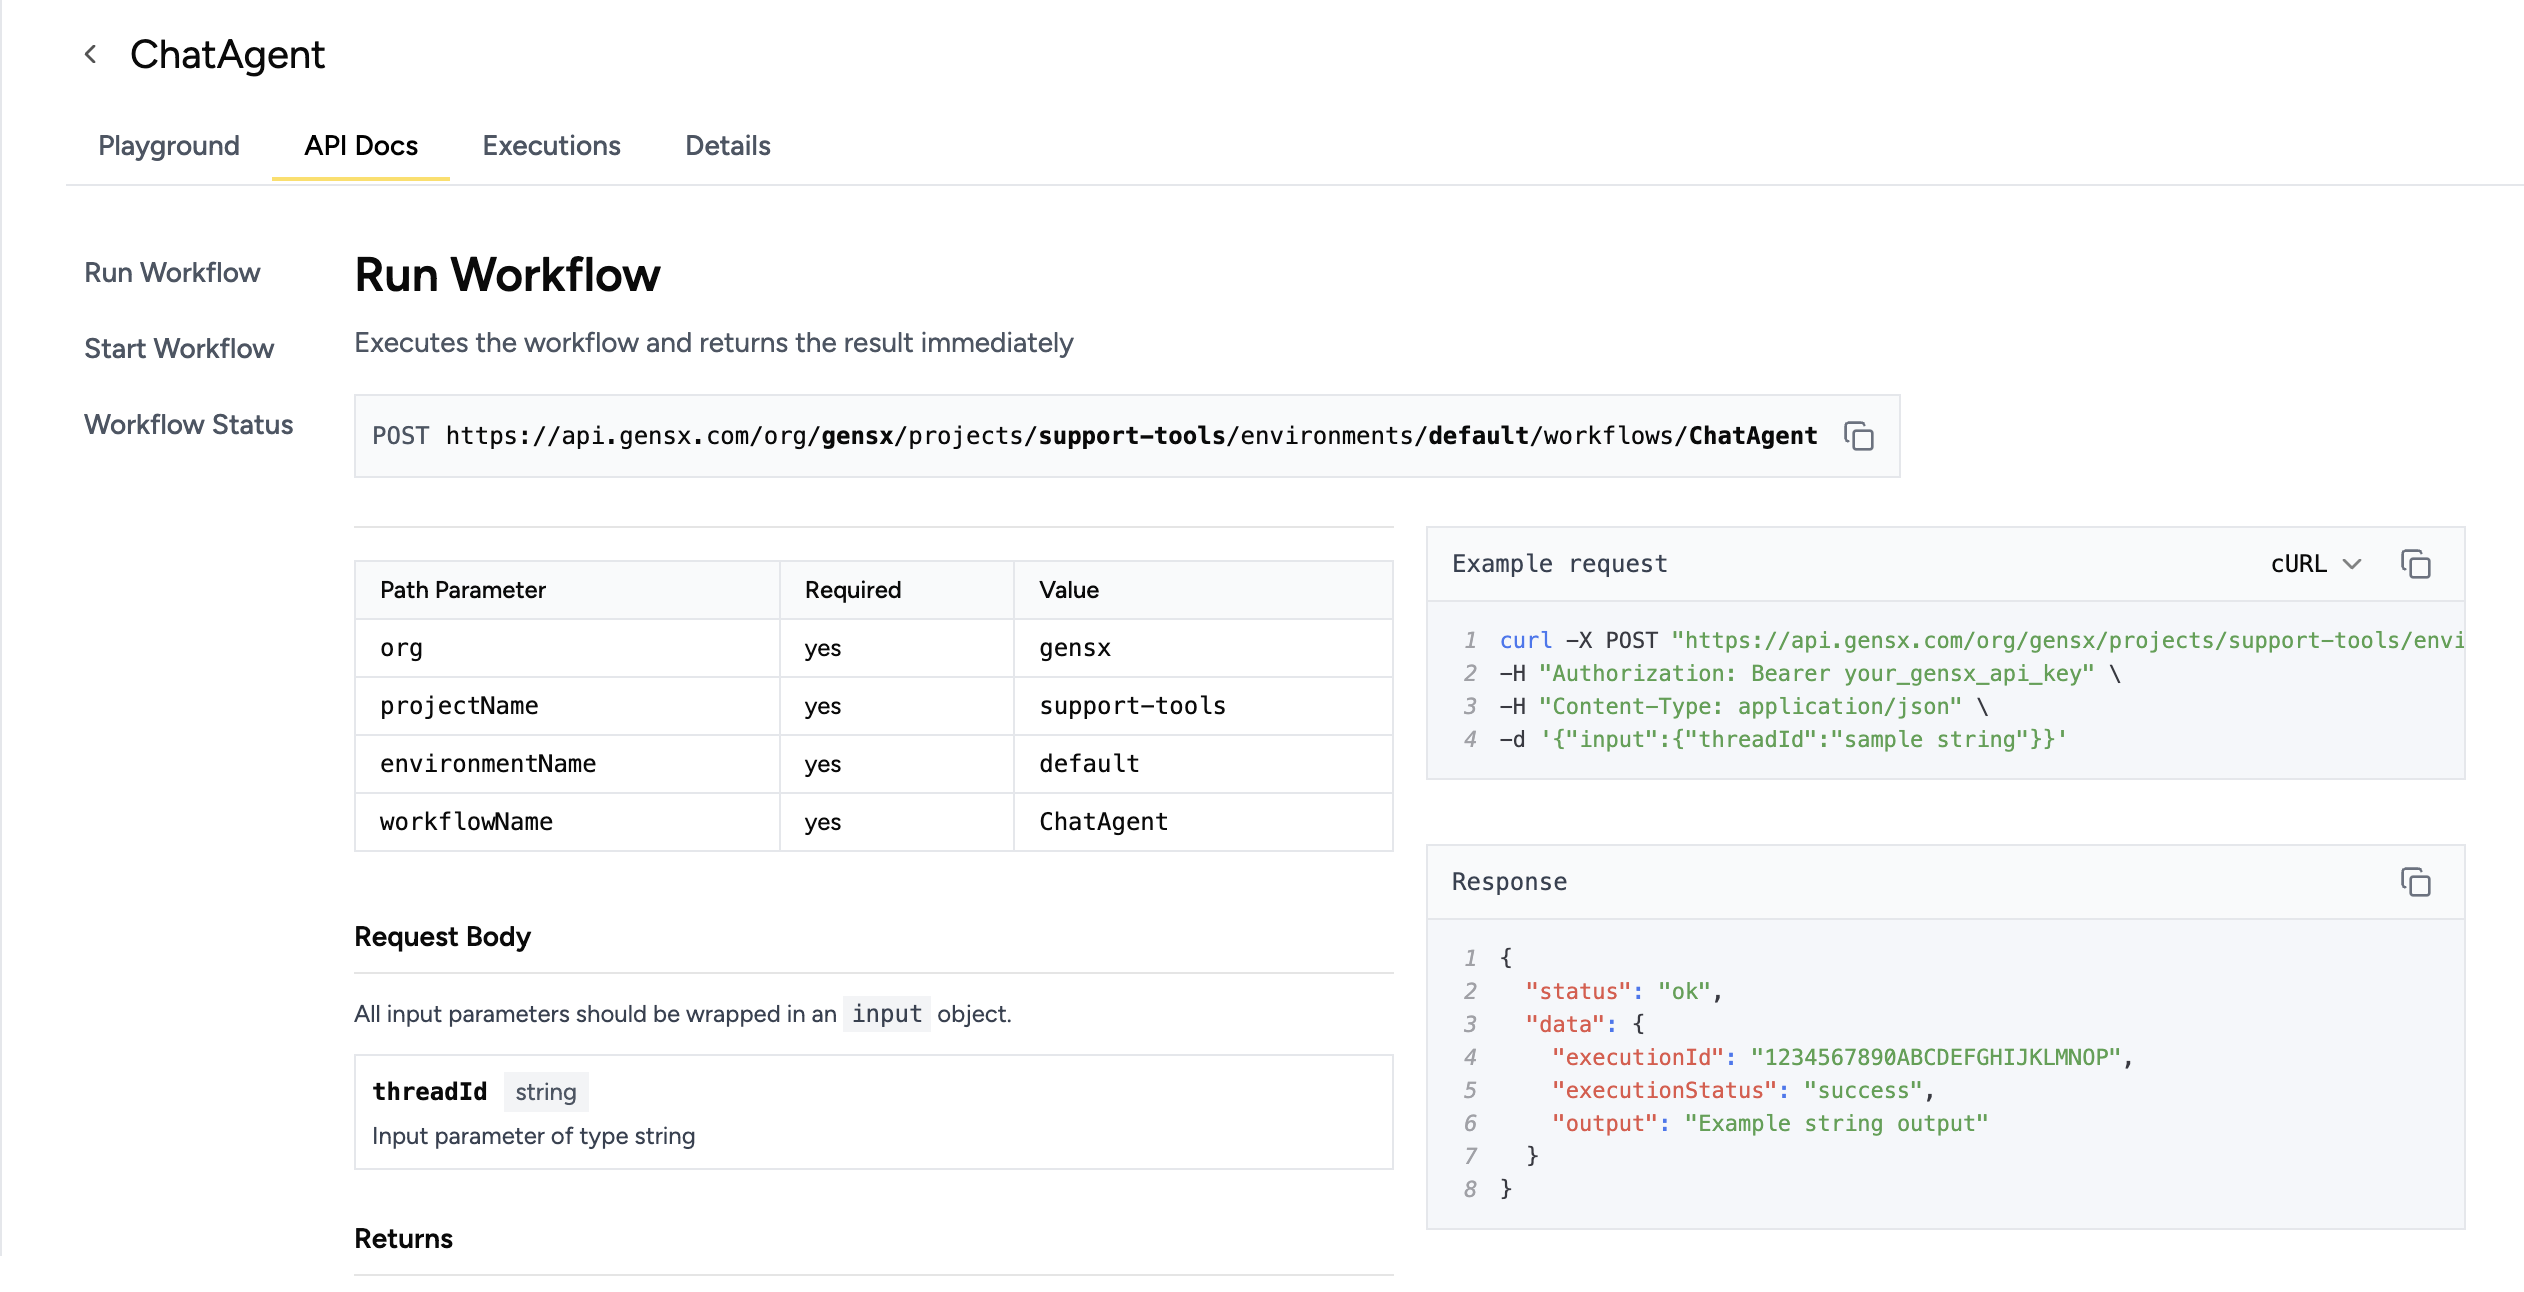 ChatAgent
Playground
API Docs
Executions
Details
Run Workflow
Start Workflow
Workflow Status
Run Workflow
Executes the workflow and returns the result immediately
POST https://api.gensx.com/org/gensx/projects/support-tools/environments/default/workflows/ChatAgent
Path Parameter Required Value
org yes gensx
projectName yes support-tools
environmentName yes default
workflowName yes ChatAgent
Request Body
All input parameters should be wrapped in an input object.
threadId string
Input parameter of type string
Returns
Example request cURL
1 curl -X POST "https://api.gensx.com/org/gensx/projects/support-tools/envi
2 -H "Authorization: Bearer your_gensx_api_key" \
3 -H "Content-Type: application/json" \
4 -d '{"input":{"threadId":"sample string"}}'
Response
1 {
2 "status": "ok",
3 "data": {
4 "executionId": "1234567890ABCDEFGHIJKLMNOP",
5 "executionStatus": "success",
6 "output": "Example string output"
7 }
8 }